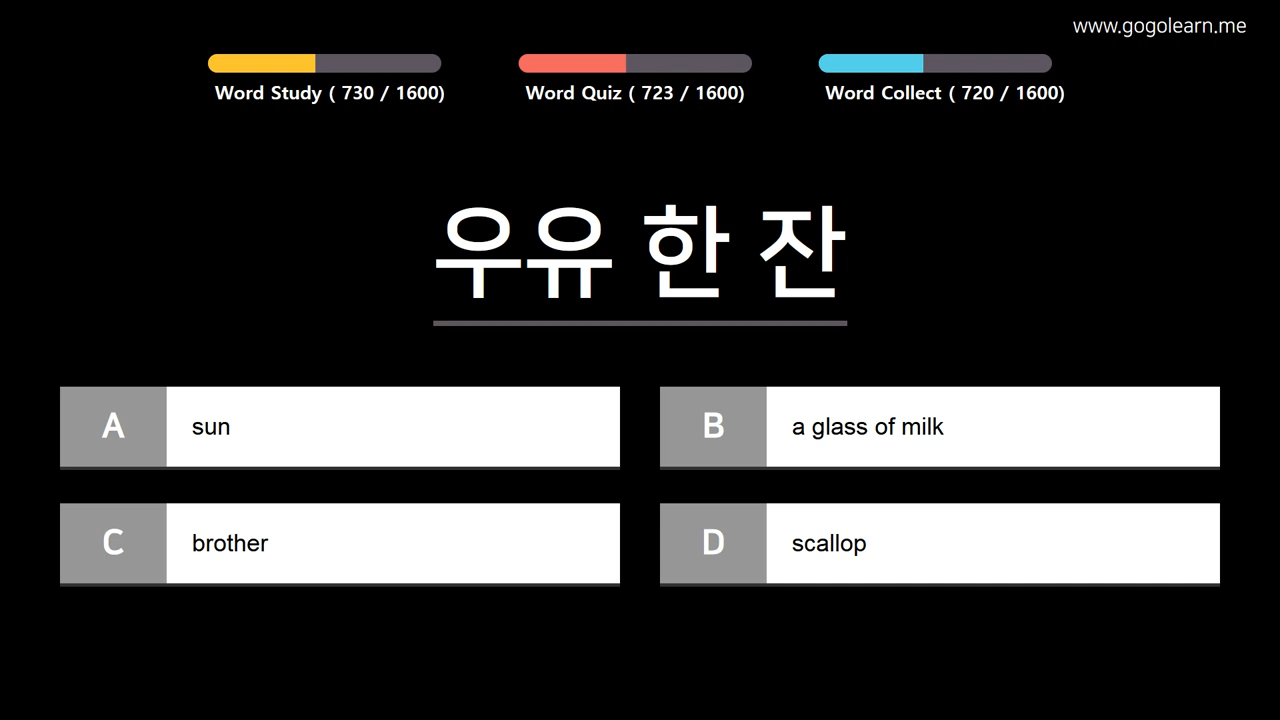 www.gogolearn.me
Word Study ( 730 / 1600)
Word Quiz ( 723 / 1600)
Word Collect ( 720 / 1600)
우유 한 잔
A sun
B a glass of milk
C brother
D scallop